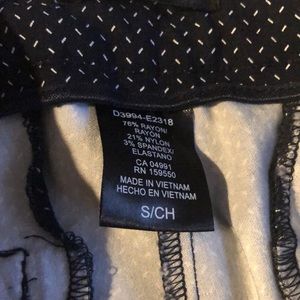 D3994-E2318
76% RAYON/
RAYON
21% NYLON
3% SPANDEX/
ELASTANO
CA 04991
RN 159550
MADE IN VIETNAM
HECHO EN VIETNAM
S/CH